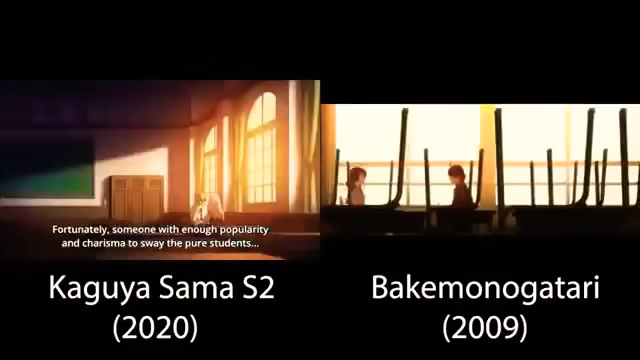 Fortunately, someone with enough popularity
and charisma to sway the pure students...
Kaguya Sama S2
(2020)
Bakemonogatari
(2009)